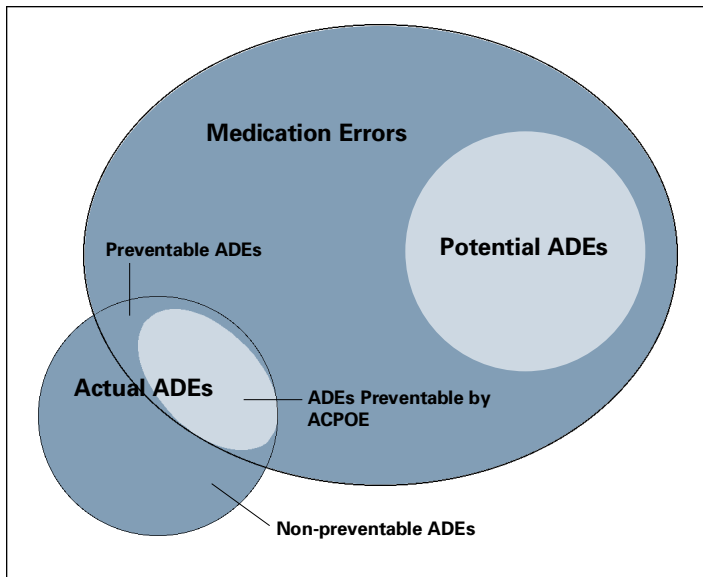 Medication Errors
Potential ADEs
Preventable ADEs
Actual ADEs
ADEs Preventable by
ACPOE
Non-preventable ADEs